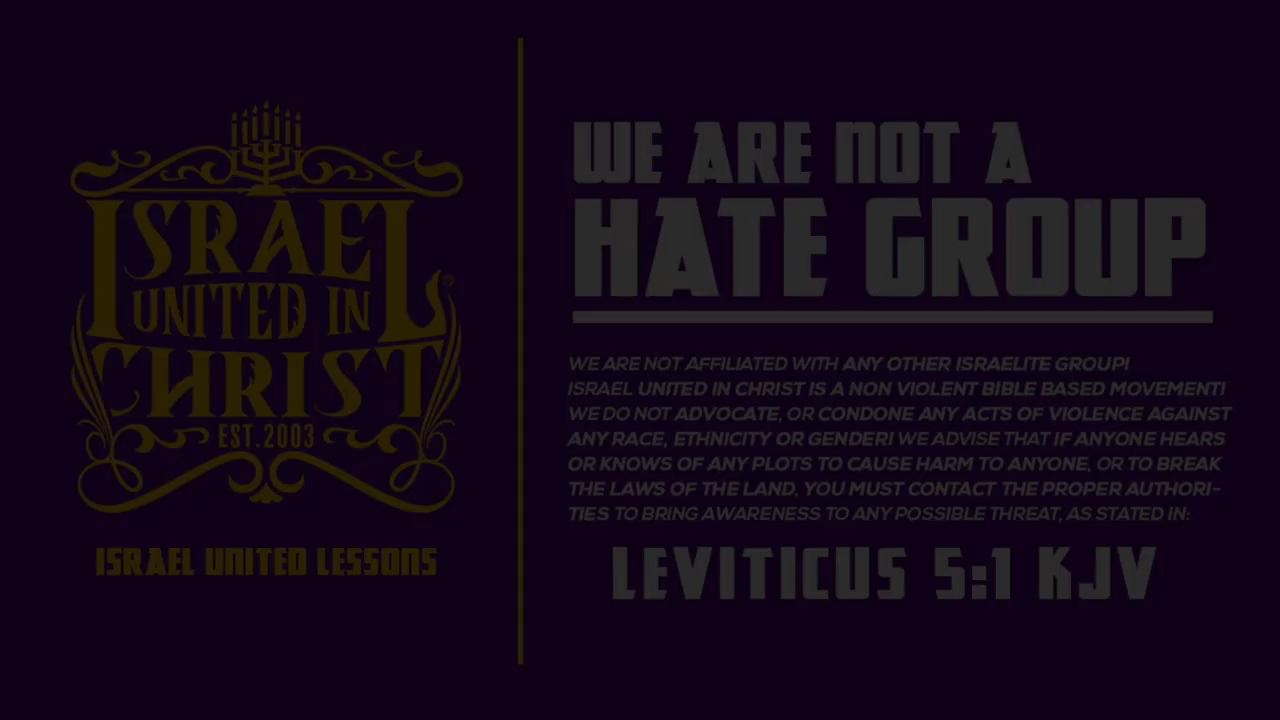 ISRAEL
UNITED IN
CHRIST
EST.2003
ISRAEL UNITED LESSONS
WE ARE NOT A
HATE GROUP
WE ARE NOT AFFILIATED WITH ANY OTHER ISRAELITE GROUP!
ISRAEL UNITED IN CHRIST IS A NON VIOLENT BIBLE BASED MOVEMENT!
WE DO NOT ADVOCATE, OR CONDONE ANY ACTS OF VIOLENCE AGAINST
ANY RACE, ETHNICITY OR GENDER! WE ADVISE THAT IF ANYONE HEARS
OR KNOWS OF ANY PLOTS TO CAUSE HARM TO ANYONE, OR TO BREAK
THE LAWS OF THE LAND, YOU MUST CONTACT THE PROPER AUTHORI-
TIES TO BRING AWARENESS TO ANY POSSIBLE THREAT, AS STATED IN:
LEVITICUS 5:1 KJV